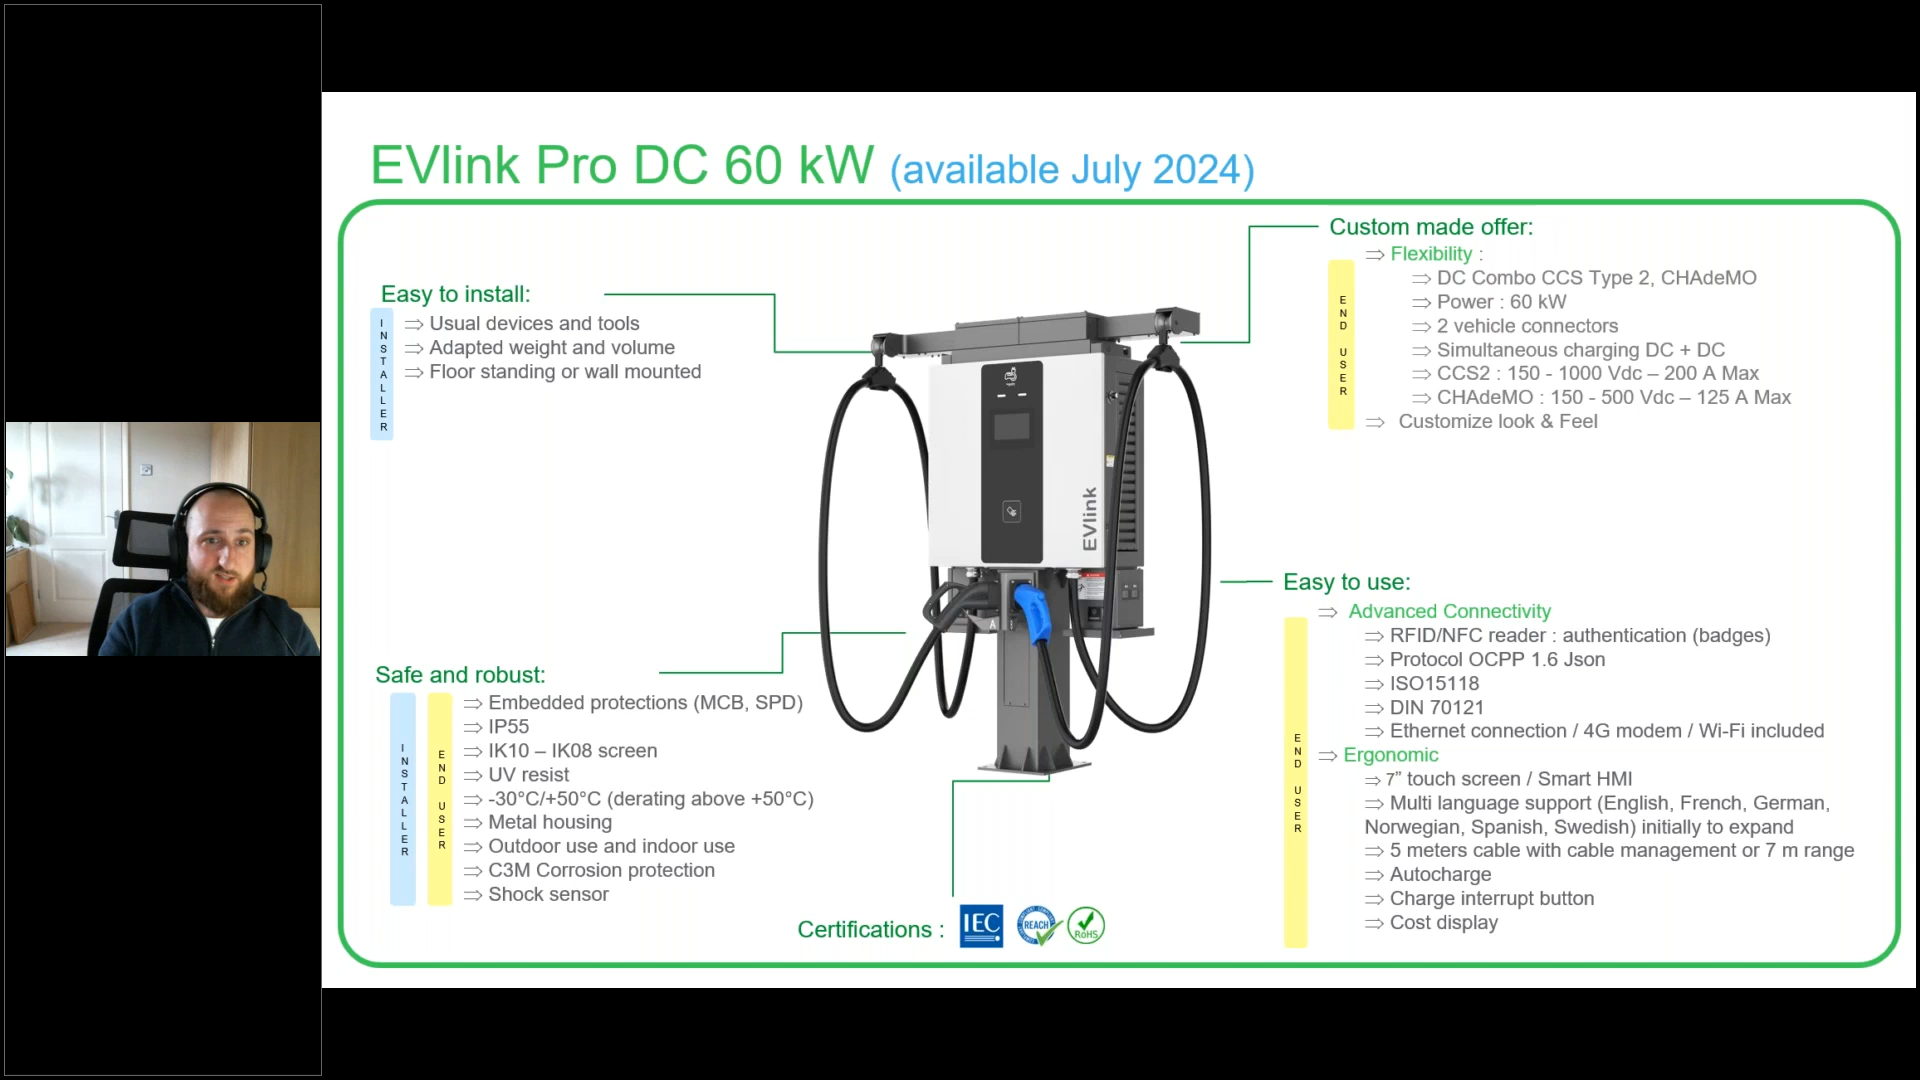 EVlink Pro DC 60 kW (available July 2024)
Easy to install:
INSTALLER
⇒ Usual devices and tools
⇒ Adapted weight and volume
⇒ Floor standing or wall mounted
Safe and robust:
INSTALLER
END USER
⇒ Embedded protections (MCB, SPD)
⇒ IP55
⇒ IK10 – IK08 screen
⇒ UV resist
⇒ -30°C/+50°C (derating above +50°C)
⇒ Metal housing
⇒ Outdoor use and indoor use
⇒ C3M Corrosion protection
⇒ Shock sensor
EVlink
A
Certifications :
IEC
REACH
RoHS
Custom made offer:
END USER
⇒ Flexibility :
⇒ DC Combo CCS Type 2, CHAdeMO
⇒ Power : 60 kW
⇒ 2 vehicle connectors
⇒ Simultaneous charging DC + DC
⇒ CCS2 : 150 - 1000 Vdc – 200 A Max
⇒ CHAdeMO : 150 - 500 Vdc – 125 A Max
⇒ Customize look & Feel
Easy to use:
END USER
⇒ Advanced Connectivity
⇒ RFID/NFC reader : authentication (badges)
⇒ Protocol OCPP 1.6 Json
⇒ ISO15118
⇒ DIN 70121
⇒ Ethernet connection / 4G modem / Wi-Fi included
⇒ Ergonomic
⇒ 7” touch screen / Smart HMI
⇒ Multi language support (English, French, German,
Norwegian, Spanish, Swedish) initially to expand
⇒ 5 meters cable with cable management or 7 m range
⇒ Autocharge
⇒ Charge interrupt button
⇒ Cost display